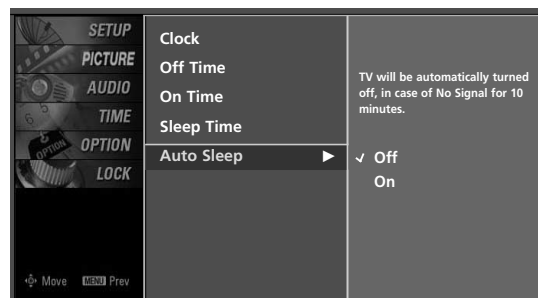 SETUP
PICTURE
AUDIO
TIME
OPTION
LOCK
Move MENU Prev
Clock
Off Time
On Time
Sleep Time
Auto Sleep
TV will be automatically turned
off, in case of No Signal for 10
minutes.
Off
On